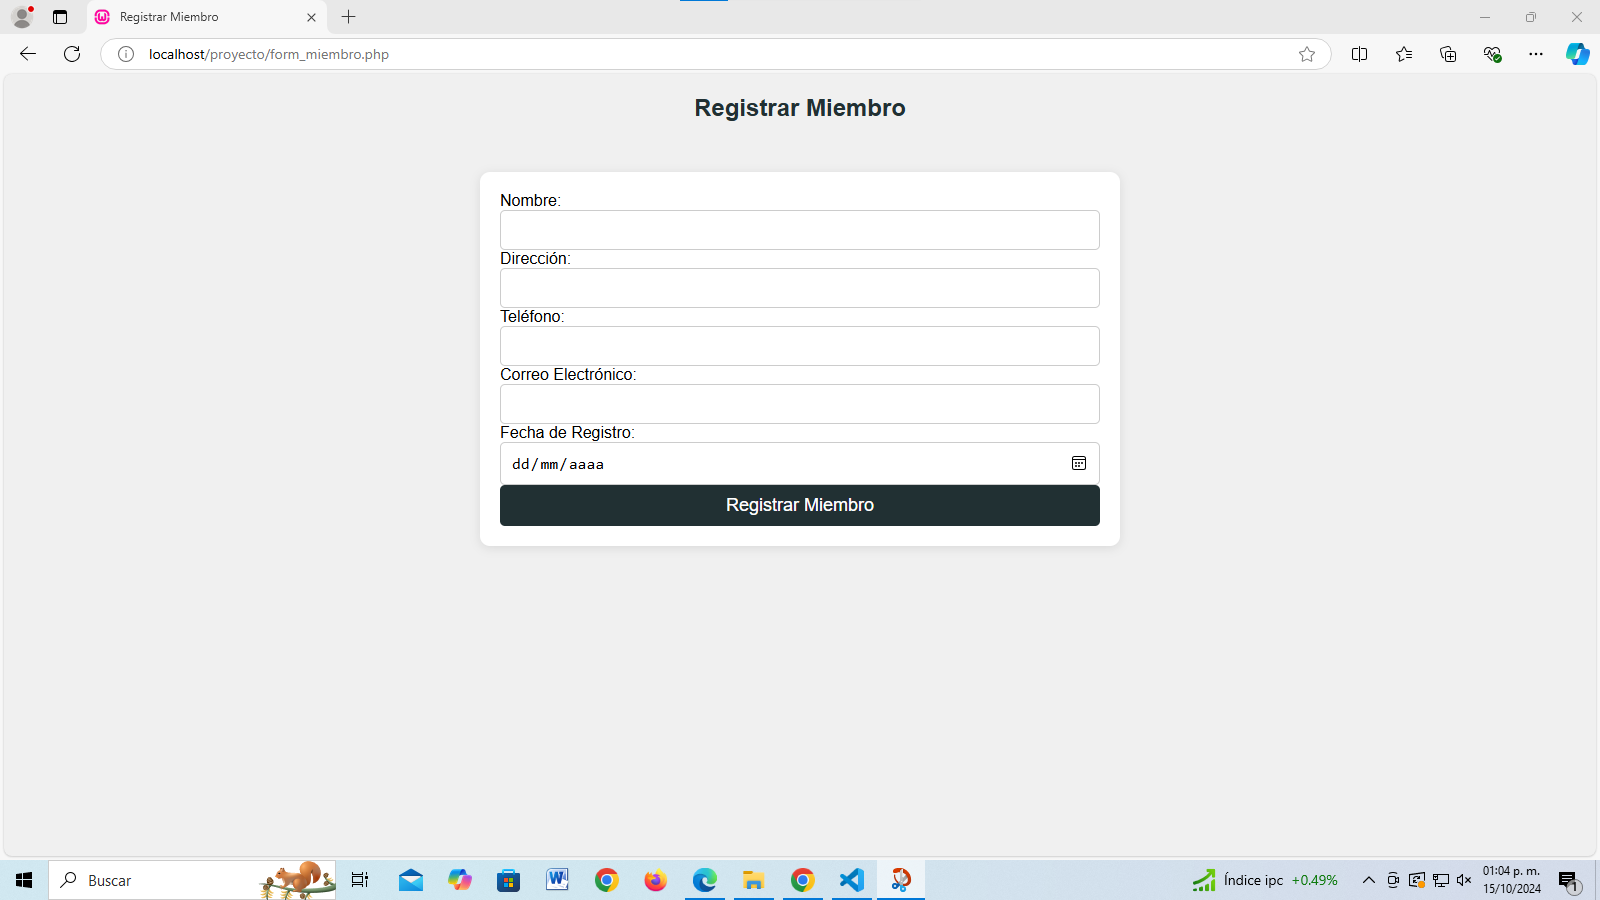 Registrar Miembro
localhost/proyecto/form_miembro.php
Registrar Miembro
Nombre:
Dirección:
Teléfono:
Correo Electrónico:
Fecha de Registro:
dd/mm/aaaa
Registrar Miembro
Buscar
Índice ipc +0.49%
01:04 p. m.
15/10/2024
1